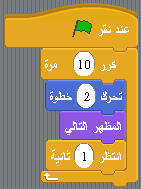 عند نقر
كرر 10 مرة
تحرك 2 خطوة
المظهر التالي
انتظر 1 ثانية